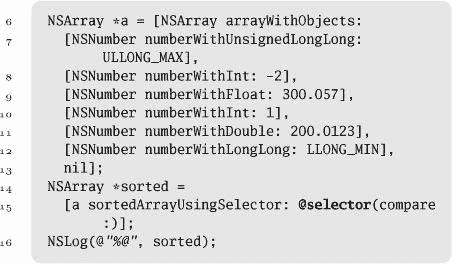 6 NSArray *a = [NSArray arrayWithObjects:
7 [NSNumber numberWithUnsignedLongLong:
ULLONG_MAX],
8 [NSNumber numberWithInt: -2],
9 [NSNumber numberWithFloat: 300.057],
10 [NSNumber numberWithInt: 1],
11 [NSNumber numberWithDouble: 200.0123],
12 [NSNumber numberWithLongLong: LLONG_MIN],
13 nil];
14 NSArray *sorted =
15 [a sortedArrayUsingSelector: @selector(compare
:)];
16 NSLog(@"%@", sorted);